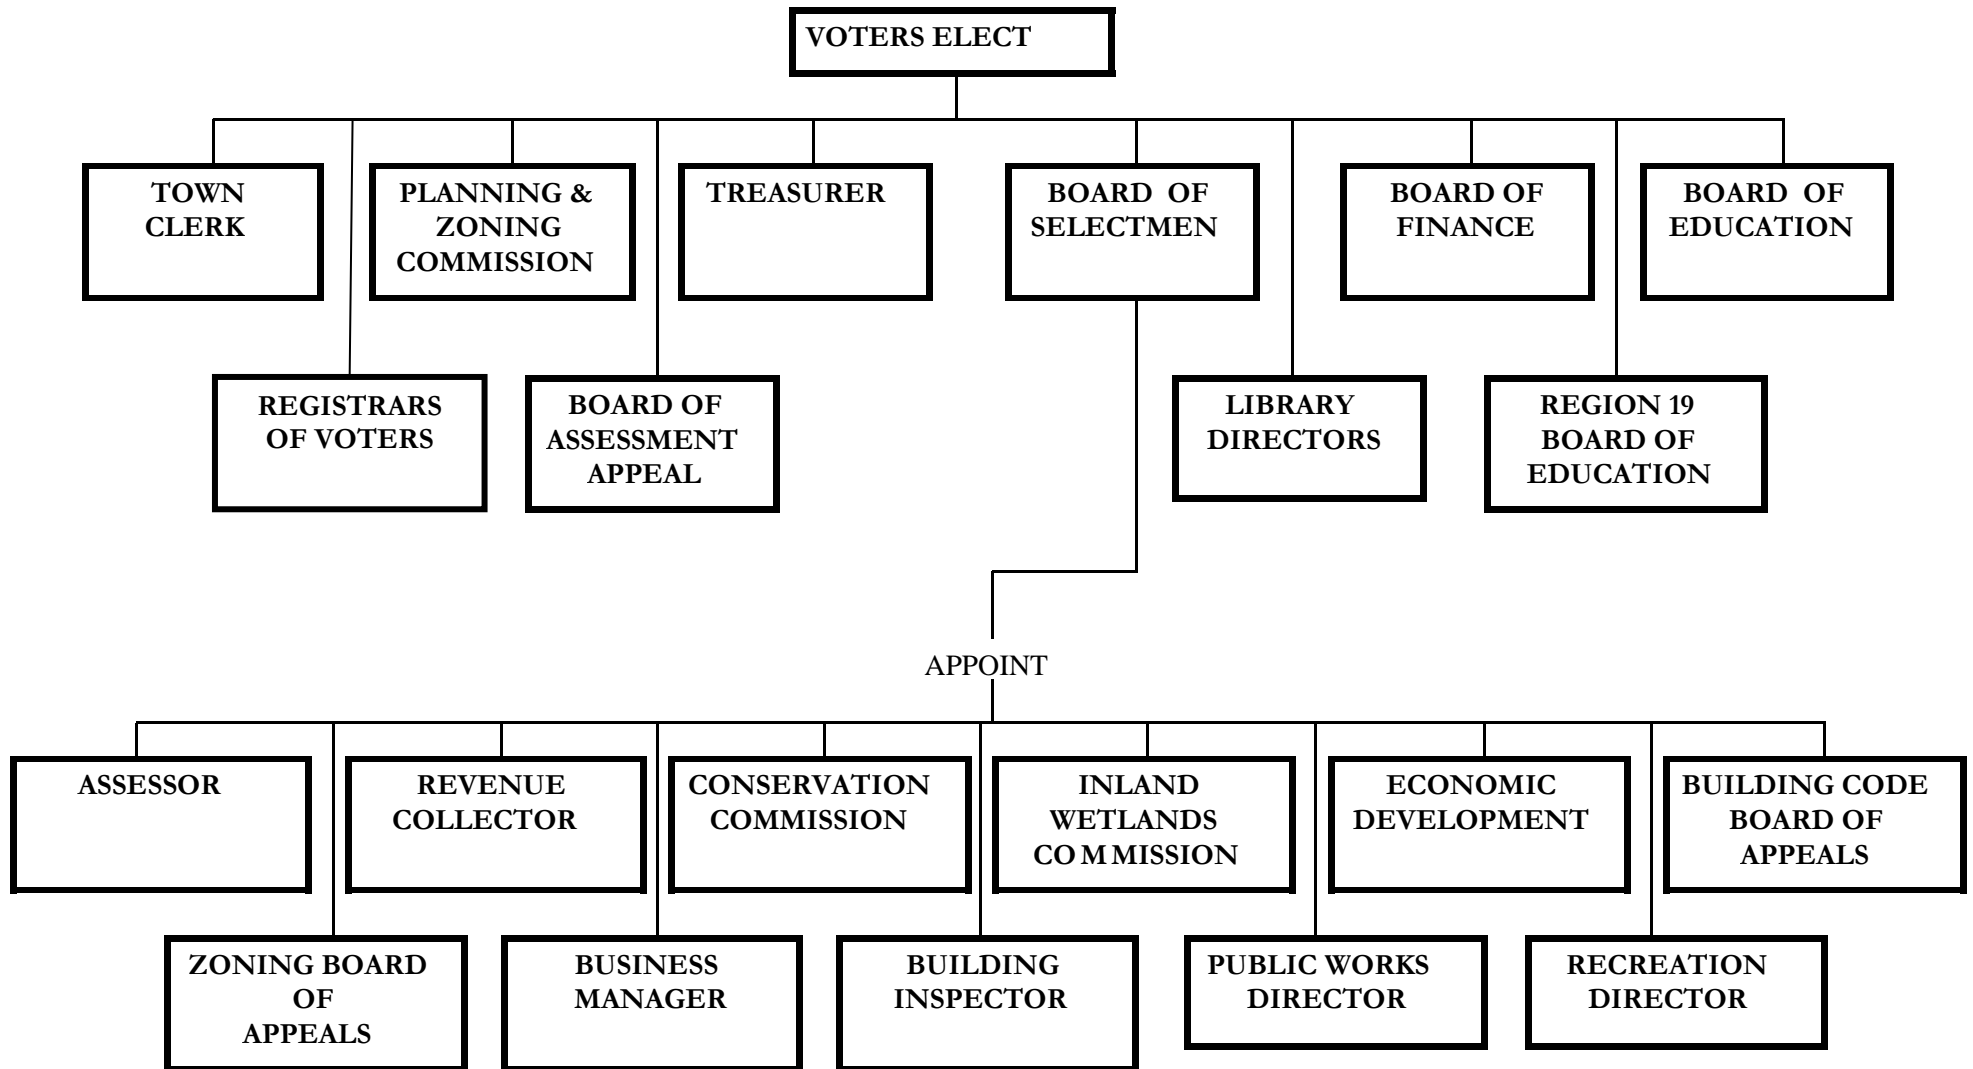 VOTERS ELECT
TOWN
CLERK
PLANNING &
ZONING
COMMISSION
TREASURER
BOARD OF
SELECTMEN
BOARD OF
FINANCE
BOARD OF
EDUCATION
REGISTRARS
OF VOTERS
BOARD OF
ASSESSMENT
APPEAL
LIBRARY
DIRECTORS
REGION 19
BOARD OF
EDUCATION
APPOINT
ASSESSOR
REVENUE
COLLECTOR
CONSERVATION
COMMISSION
INLAND
WETLANDS
COMMISSION
ECONOMIC
DEVELOPMENT
BUILDING CODE
BOARD OF
APPEALS
ZONING BOARD
OF
APPEALS
BUSINESS
MANAGER
BUILDING
INSPECTOR
PUBLIC WORKS
DIRECTOR
RECREATION
DIRECTOR